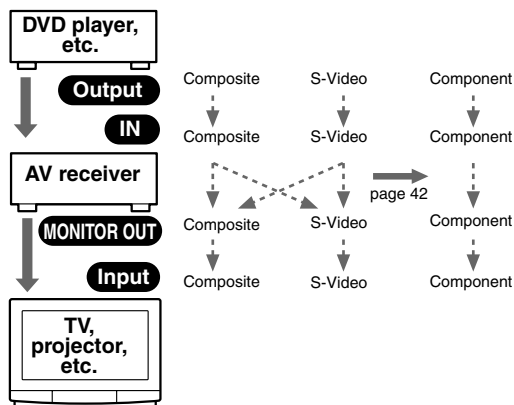 DVD player,
etc.
Output
Composite S-Video Component
IN
Composite S-Video Component
AV receiver
page 42
MONITOR OUT
Composite S-Video Component
Input
Composite S-Video Component
TV,
projector,
etc.